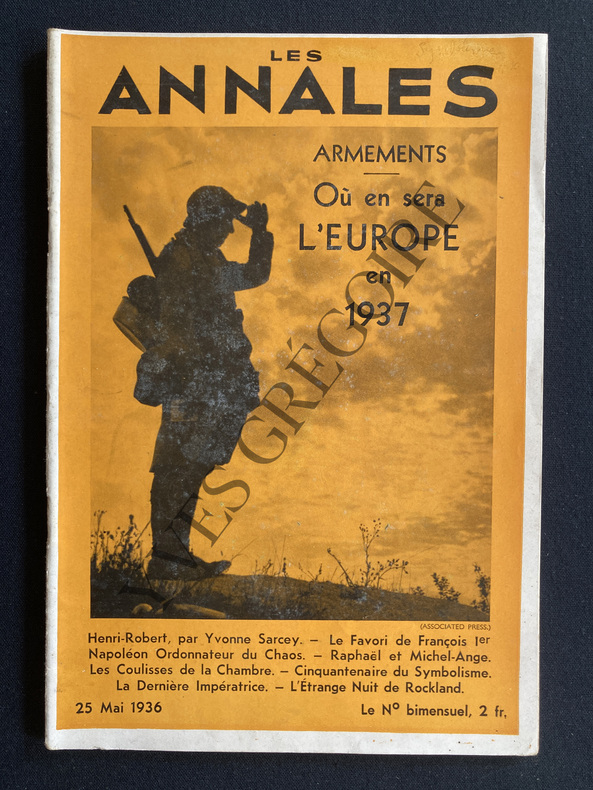 LES
ANNALES
ARMEMENTS
Où en sera
L'EUROPE
en
1937
YVES GRÉGOIRE
(ASSOCIATED PRESS.)
Henri-Robert, par Yvonne Sarcey. – Le Favori de François Ier
Napoléon Ordonnateur du Chaos. – Raphaël et Michel-Ange.
Les Coulisses de la Chambre. – Cinquantenaire du Symbolisme.
La Dernière Impératrice. – L'Étrange Nuit de Rockland.
25 Mai 1936
Le No bimensuel, 2 fr.